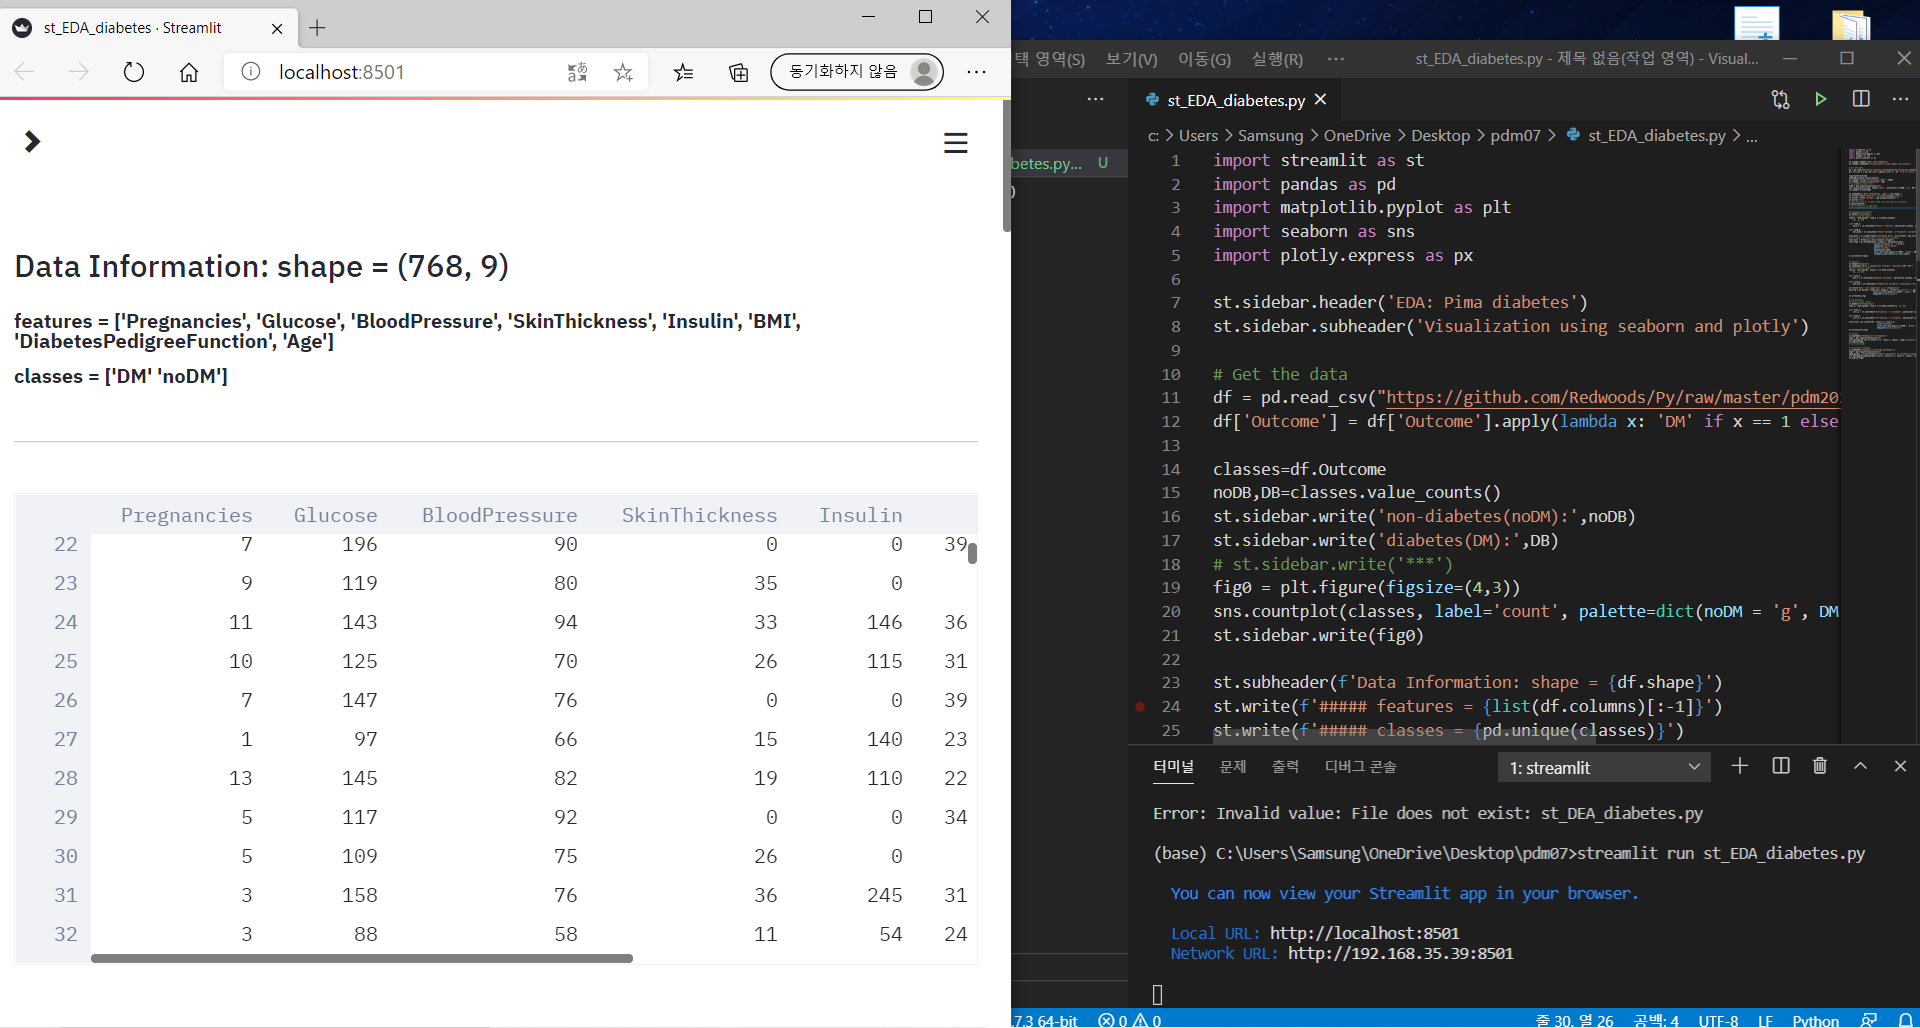 st_EDA_diabetes · Streamlit
localhost:8501
동기화하지 않음
Data Information: shape = (768, 9)
features = ['Pregnancies', 'Glucose', 'BloodPressure', 'SkinThickness', 'Insulin', 'BMI',
'DiabetesPedigreeFunction', 'Age']
classes = ['DM' 'noDM']
Pregnancies Glucose BloodPressure SkinThickness Insulin
22 7 196 90 0 0 39
23 9 119 80 35 0
24 11 143 94 33 146 36
25 10 125 70 26 115 31
26 7 147 76 0 0 39
27 1 97 66 15 140 23
28 13 145 82 19 110 22
29 5 117 92 0 0 34
30 5 109 75 26 0
31 3 158 76 36 245 31
32 3 88 58 11 54 24
택 영역(S) 보기(V) 이동(G) 실행(R) ··· st_EDA_diabetes.py - 제목 없음(작업 영역) - Visual...
betes.py... U
st_EDA_diabetes.py
c: > Users > Samsung > OneDrive > Desktop > pdm07 > st_EDA_diabetes.py > ...
1 import streamlit as st
2 import pandas as pd
3 import matplotlib.pyplot as plt
4 import seaborn as sns
5 import plotly.express as px
6
7 st.sidebar.header('EDA: Pima diabetes')
8 st.sidebar.subheader('Visualization using seaborn and plotly')
9
10 # Get the data
11 df = pd.read_csv("https://github.com/Redwoods/Py/raw/master/pdm20
12 df['Outcome'] = df['Outcome'].apply(lambda x: 'DM' if x == 1 else
13
14 classes=df.Outcome
15 noDB,DB=classes.value_counts()
16 st.sidebar.write('non-diabetes(noDM):',noDB)
17 st.sidebar.write('diabetes(DM):',DB)
18 # st.sidebar.write('***')
19 fig0 = plt.figure(figsize=(4,3))
20 sns.countplot(classes, label='count', palette=dict(noDM = 'g', DM
21 st.sidebar.write(fig0)
22
23 st.subheader(f'Data Information: shape = {df.shape}')
24 st.write(f'##### features = {list(df.columns)[:-1]}')
25 st.write(f'##### classes = {pd.unique(classes)}')
터미널 문제 출력 디버그 콘솔 1: streamlit
Error: Invalid value: File does not exist: st_DEA_diabetes.py
(base) C:\Users\Samsung\OneDrive\Desktop\pdm07>streamlit run st_EDA_diabetes.py
You can now view your Streamlit app in your browser.
Local URL: http://localhost:8501
Network URL: http://192.168.35.39:8501
.7.3 64-bit 0 0 줄 30, 열 26 공백: 4 UTF-8 LF Python